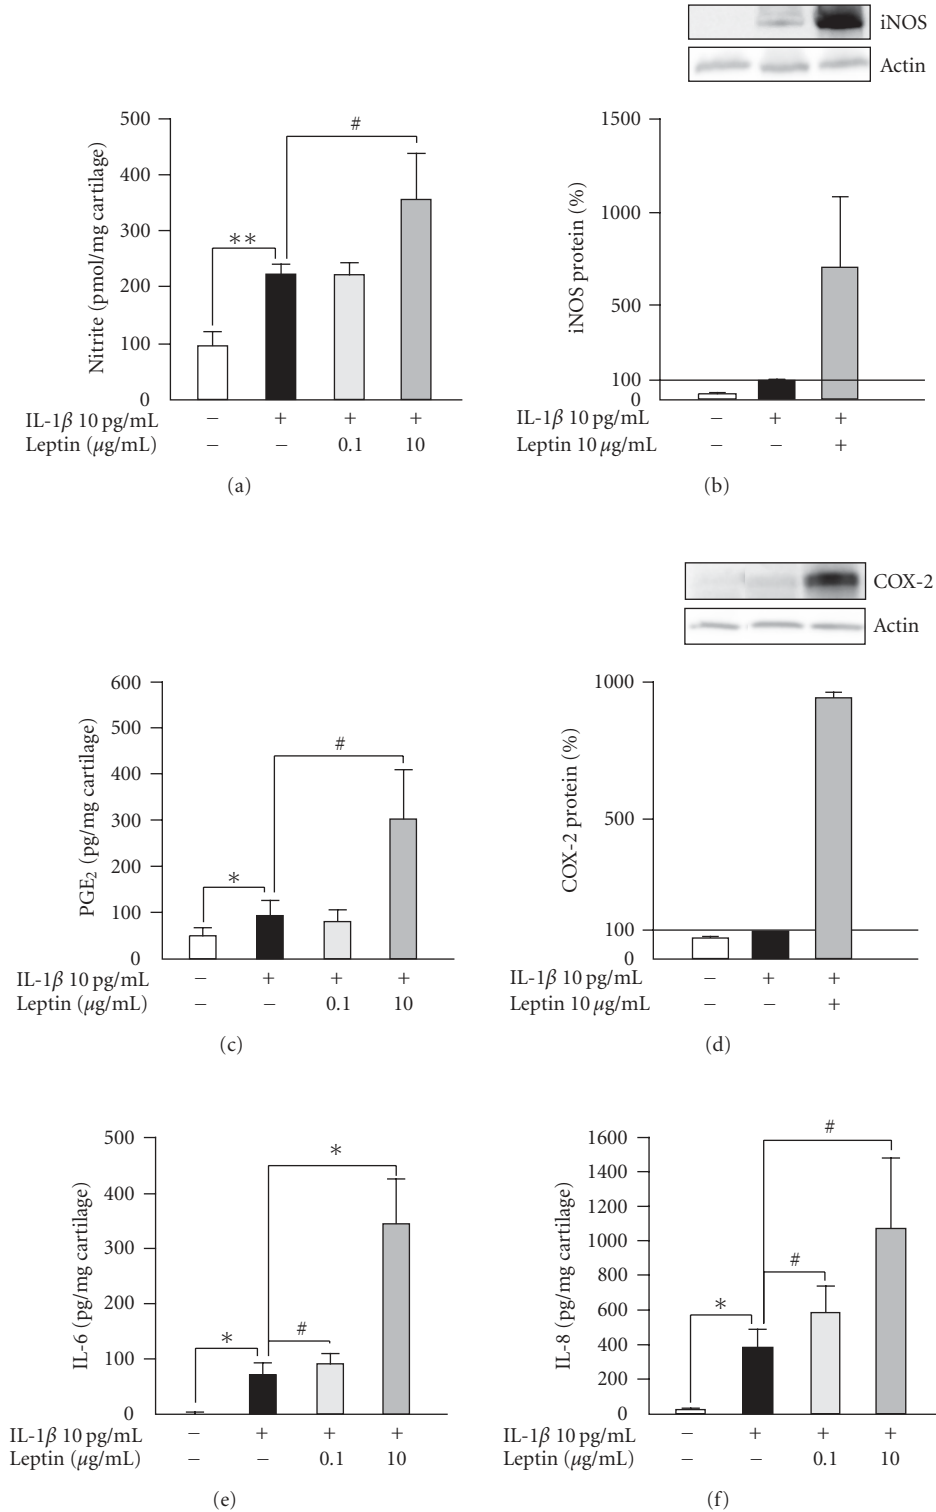 iNOS
Actin
500
400
300
200
100
0
Nitrite (pmol/mg cartilage)
**
#
IL-1β 10 pg/mL − + + +
Leptin (μg/mL) − − 0.1 10
(a)
1500
1000
500
100
0
iNOS protein (%)
IL-1β 10 pg/mL − + +
Leptin 10 μg/mL − − +
(b)
COX-2
Actin
600
500
400
300
200
100
0
PGE₂ (pg/mg cartilage)
*
#
IL-1β 10 pg/mL − + + +
Leptin (μg/mL) − − 0.1 10
(c)
1000
500
100
0
COX-2 protein (%)
IL-1β 10 pg/mL − + +
Leptin 10 μg/mL − − +
(d)
500
400
300
200
100
0
IL-6 (pg/mg cartilage)
*
#
*
IL-1β 10 pg/mL − + + +
Leptin (μg/mL) − − 0.1 10
(e)
1600
1400
1200
1000
800
600
400
200
0
IL-8 (pg/mg cartilage)
*
#
#
IL-1β 10 pg/mL − + + +
Leptin (μg/mL) − − 0.1 10
(f)